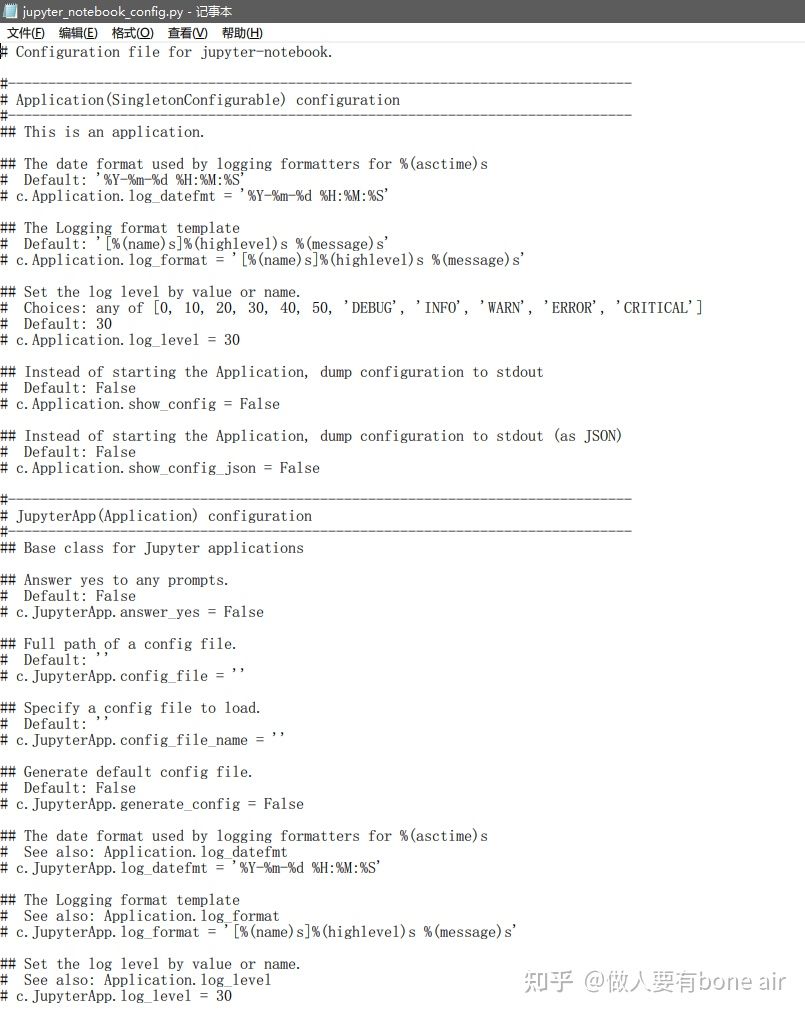 jupyter_notebook_config.py - 记事本
文件(F) 编辑(E) 格式(O) 查看(V) 帮助(H)
# Configuration file for jupyter-notebook.
#------------------------------------------------------------------------------
# Application(SingletonConfigurable) configuration
#------------------------------------------------------------------------------
## This is an application.
## The date format used by logging formatters for %(asctime)s
#  Default: '%Y-%m-%d %H:%M:%S'
# c.Application.log_datefmt = '%Y-%m-%d %H:%M:%S'
## The Logging format template
#  Default: '[%(name)s]%(highlevel)s %(message)s'
# c.Application.log_format = '[%(name)s]%(highlevel)s %(message)s'
## Set the log level by value or name.
#  Choices: any of [0, 10, 20, 30, 40, 50, 'DEBUG', 'INFO', 'WARN', 'ERROR', 'CRITICAL']
#  Default: 30
# c.Application.log_level = 30
## Instead of starting the Application, dump configuration to stdout
#  Default: False
# c.Application.show_config = False
## Instead of starting the Application, dump configuration to stdout (as JSON)
#  Default: False
# c.Application.show_config_json = False
#------------------------------------------------------------------------------
# JupyterApp(Application) configuration
#------------------------------------------------------------------------------
## Base class for Jupyter applications
## Answer yes to any prompts.
#  Default: False
# c.JupyterApp.answer_yes = False
## Full path of a config file.
#  Default: ''
# c.JupyterApp.config_file = ''
## Specify a config file to load.
#  Default: ''
# c.JupyterApp.config_file_name = ''
## Generate default config file.
#  Default: False
# c.JupyterApp.generate_config = False
## The date format used by logging formatters for %(asctime)s
#  See also: Application.log_datefmt
# c.JupyterApp.log_datefmt = '%Y-%m-%d %H:%M:%S'
## The Logging format template
#  See also: Application.log_format
# c.JupyterApp.log_format = '[%(name)s]%(highlevel)s %(message)s'
## Set the log level by value or name.
#  See also: Application.log_level
# c.JupyterApp.log_level = 30
知乎 @做人要有bone air